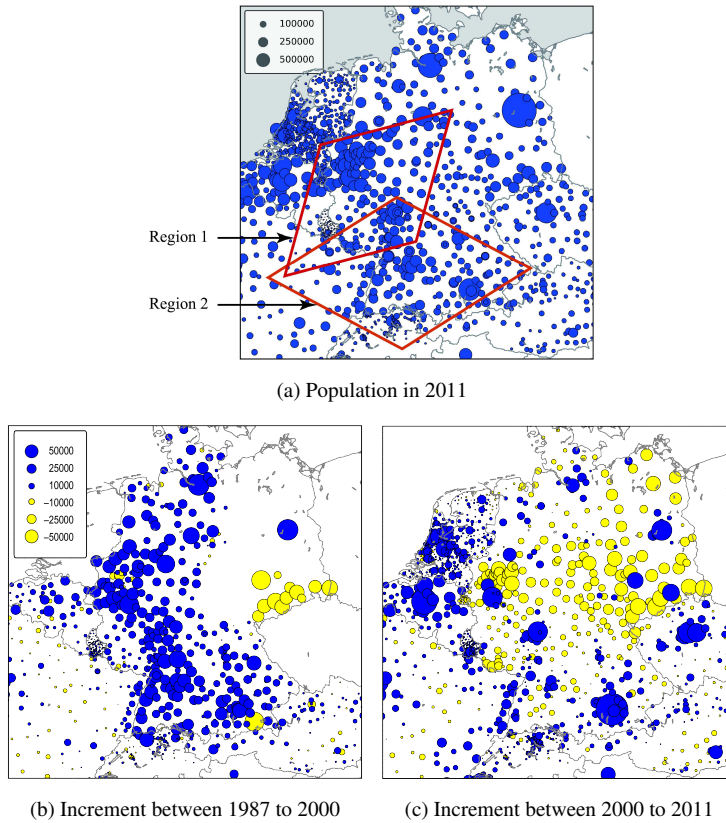 100000
250000
500000
Region 1
Region 2
(a) Population in 2011
50000
25000
10000
−10000
−25000
−50000
(b) Increment between 1987 to 2000
(c) Increment between 2000 to 2011